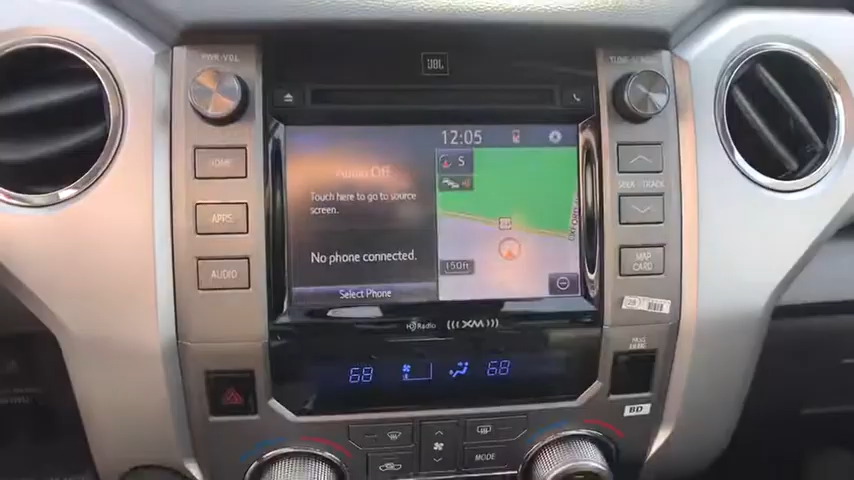 PWR·VOL
JBL
12:05
HOME
APPS
AUDIO
Audio Off
Touch here to go to source
screen.
No phone connected.
Select Phone
S
150ft
SEEK·TRACK
MAP
CARD
HD Radio
((XM))
68
68
BD
MODE